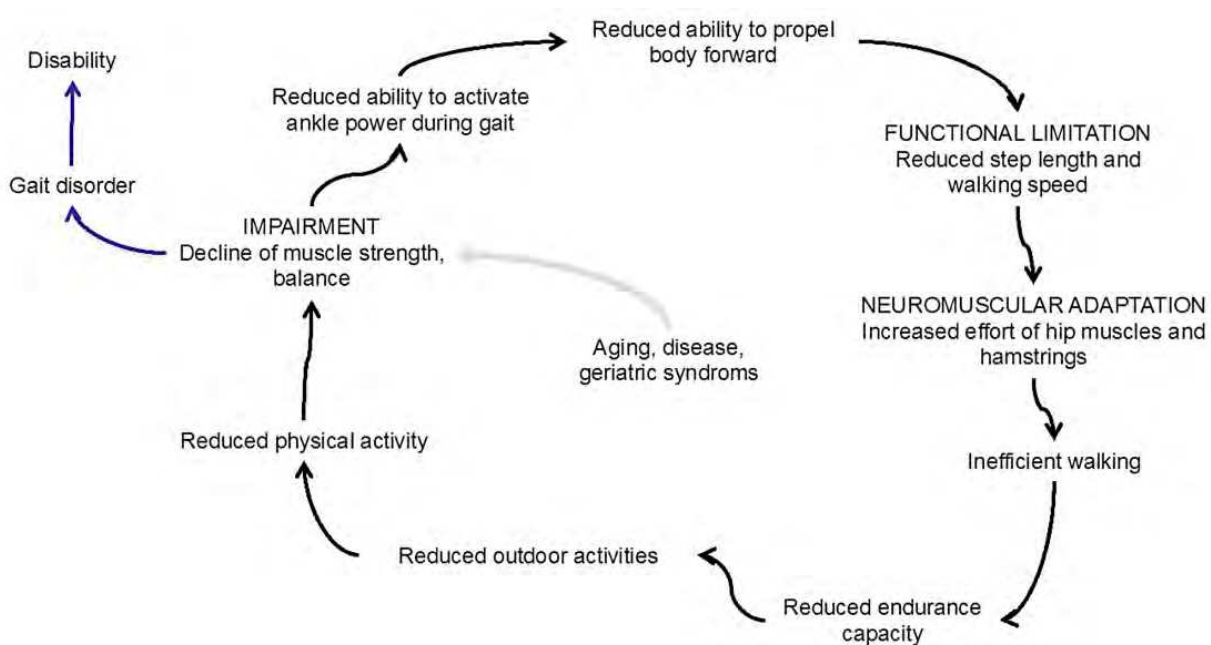 Reduced ability to propel
body forward
Disability
Reduced ability to activate
ankle power during gait
FUNCTIONAL LIMITATION
Reduced step length and
walking speed
Gait disorder
IMPAIRMENT
Decline of muscle strength,
balance
NEUROMUSCULAR ADAPTATION
Increased effort of hip muscles and
hamstrings
Aging, disease,
geriatric syndroms
Reduced physical activity
Inefficient walking
Reduced outdoor activities
Reduced endurance
capacity